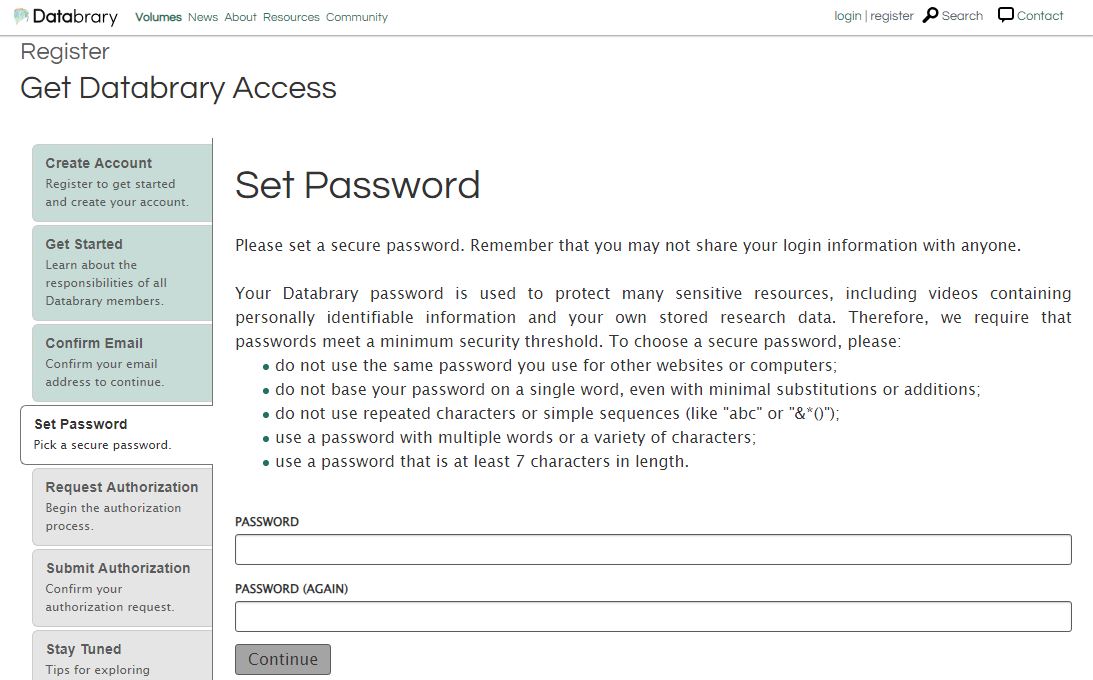 Databrary Volumes News About Resources Community login | register Search Contact
Register
Get Databrary Access
Create Account
Register to get started
and create your account.
Get Started
Learn about the
responsibilities of all
Databrary members.
Confirm Email
Confirm your email
address to continue.
Set Password
Pick a secure password.
Request Authorization
Begin the authorization
process.
Submit Authorization
Confirm your
authorization request.
Stay Tuned
Tips for exploring
Set Password
Please set a secure password. Remember that you may not share your login information with anyone.
Your Databrary password is used to protect many sensitive resources, including videos containing
personally identifiable information and your own stored research data. Therefore, we require that
passwords meet a minimum security threshold. To choose a secure password, please:
• do not use the same password you use for other websites or computers;
• do not base your password on a single word, even with minimal substitutions or additions;
• do not use repeated characters or simple sequences (like "abc" or "&*()");
• use a password with multiple words or a variety of characters;
• use a password that is at least 7 characters in length.
PASSWORD
PASSWORD (AGAIN)
Continue